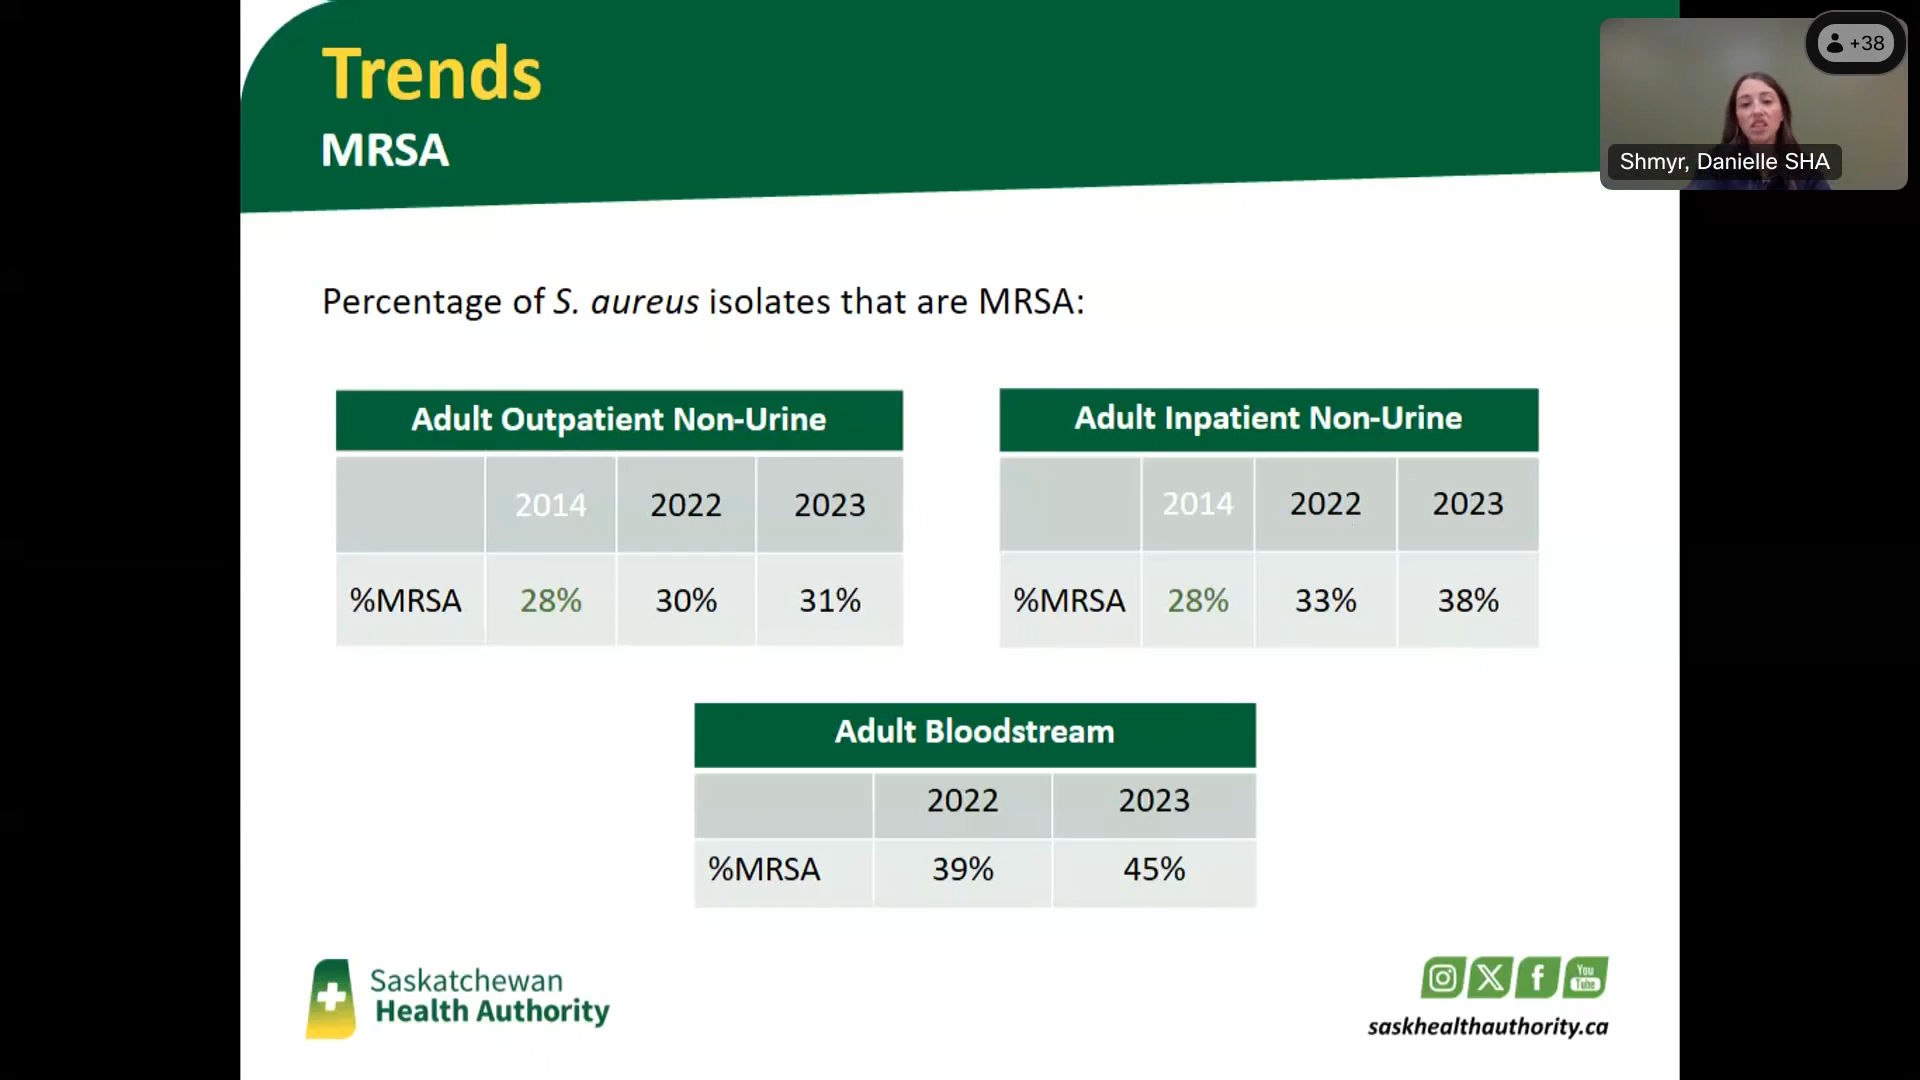 Trends
MRSA
+38
Shmyr, Danielle SHA
Percentage of S. aureus isolates that are MRSA:
Adult Outpatient Non-Urine
2014 2022 2023
%MRSA 28% 30% 31%
Adult Inpatient Non-Urine
2014 2022 2023
%MRSA 28% 33% 38%
Adult Bloodstream
2022 2023
%MRSA 39% 45%
Saskatchewan
Health Authority
You
Tube
saskhealthauthority.ca